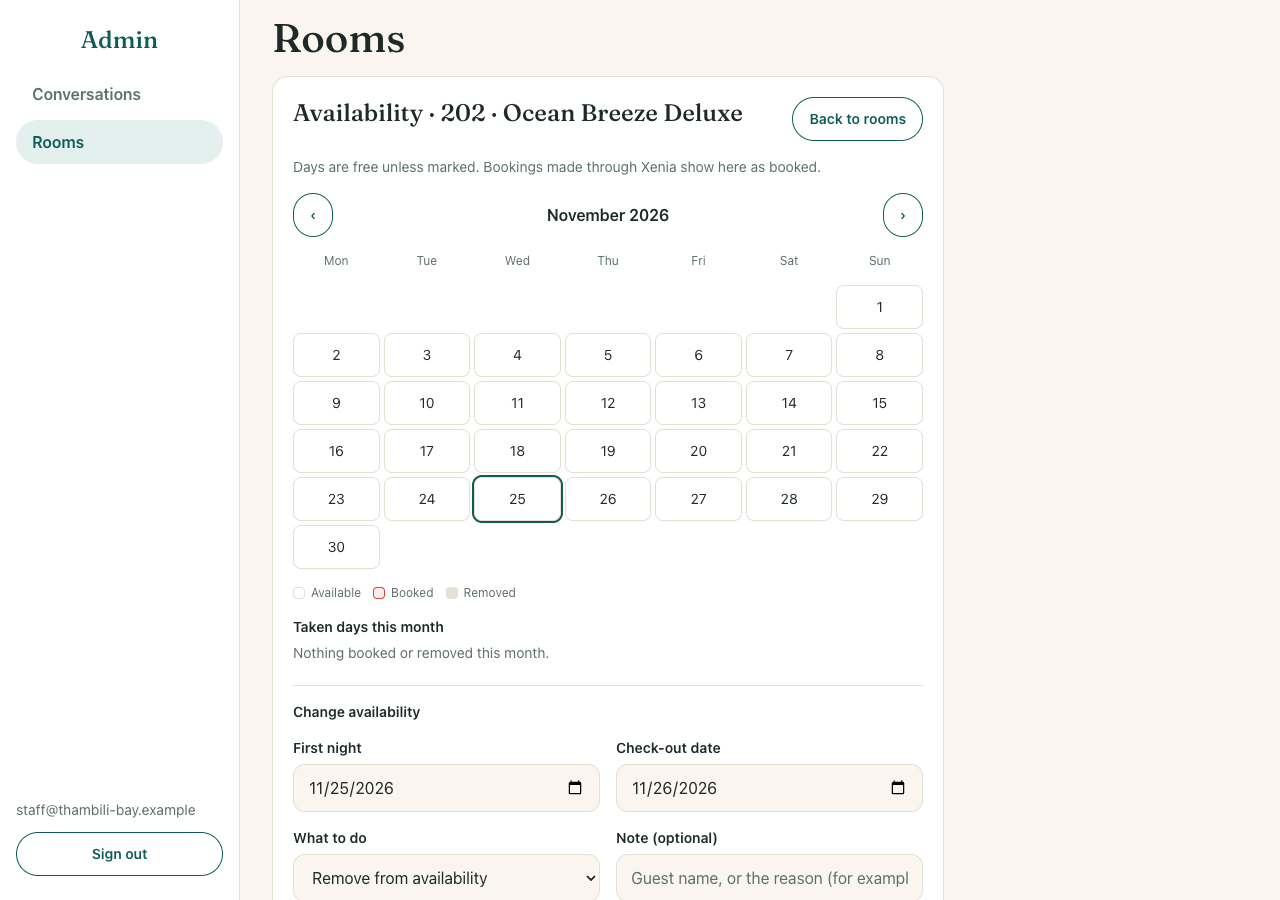 Admin
Conversations
Rooms
staff@thambili-bay.example
Sign out
Rooms
Availability · 202 · Ocean Breeze Deluxe
Back to rooms
Days are free unless marked. Bookings made through Xenia show here as booked.
‹ November 2026 ›
Mon Tue Wed Thu Fri Sat Sun
1
2 3 4 5 6 7 8
9 10 11 12 13 14 15
16 17 18 19 20 21 22
23 24 25 26 27 28 29
30
Available Booked Removed
Taken days this month
Nothing booked or removed this month.
Change availability
First night Check-out date
11/25/2026 11/26/2026
What to do Note (optional)
Remove from availability Guest name, or the reason (for exampl